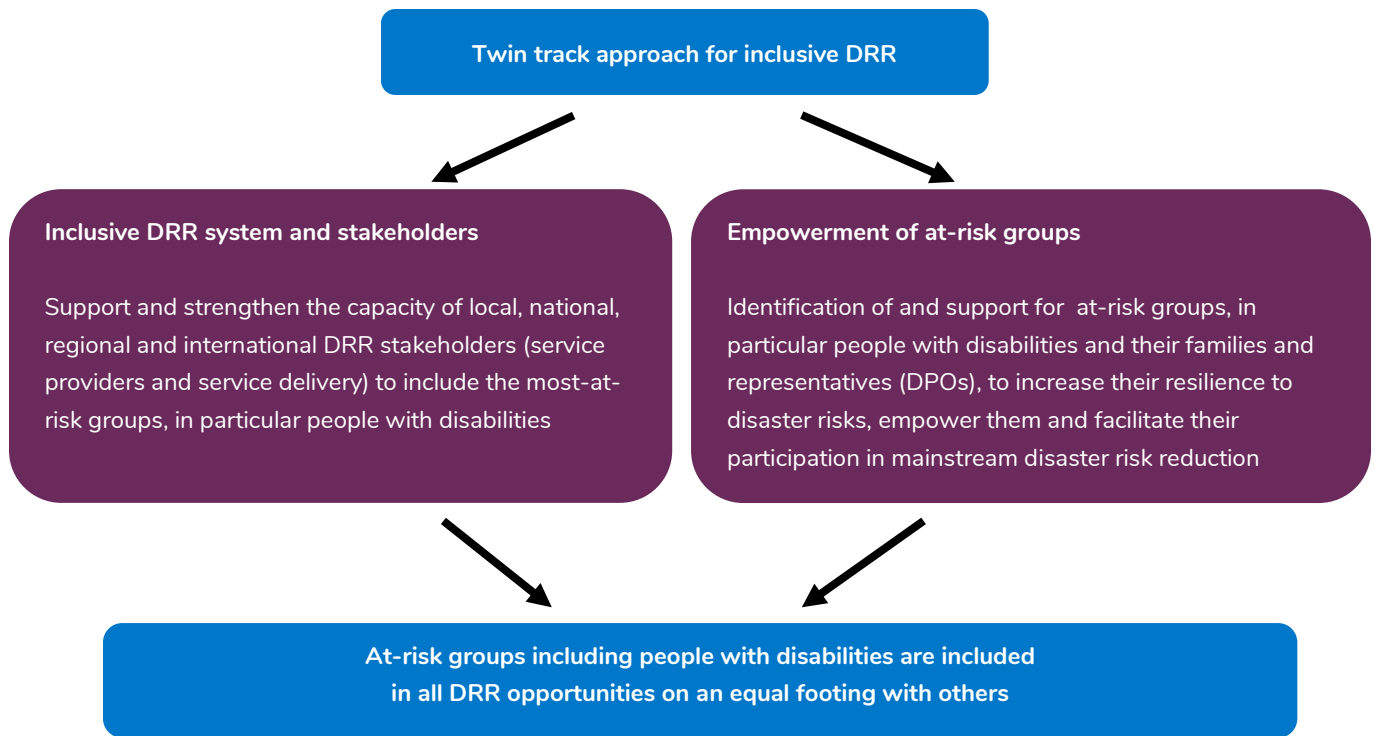 Twin track approach for inclusive DRR
Inclusive DRR system and stakeholders
Support and strengthen the capacity of local, national,
regional and international DRR stakeholders (service
providers and service delivery) to include the most-at-
risk groups, in particular people with disabilities
Empowerment of at-risk groups
Identification of and support for  at-risk groups, in
particular people with disabilities and their families and
representatives (DPOs), to increase their resilience to
disaster risks, empower them and facilitate their
participation in mainstream disaster risk reduction
At-risk groups including people with disabilities are included
in all DRR opportunities on an equal footing with others